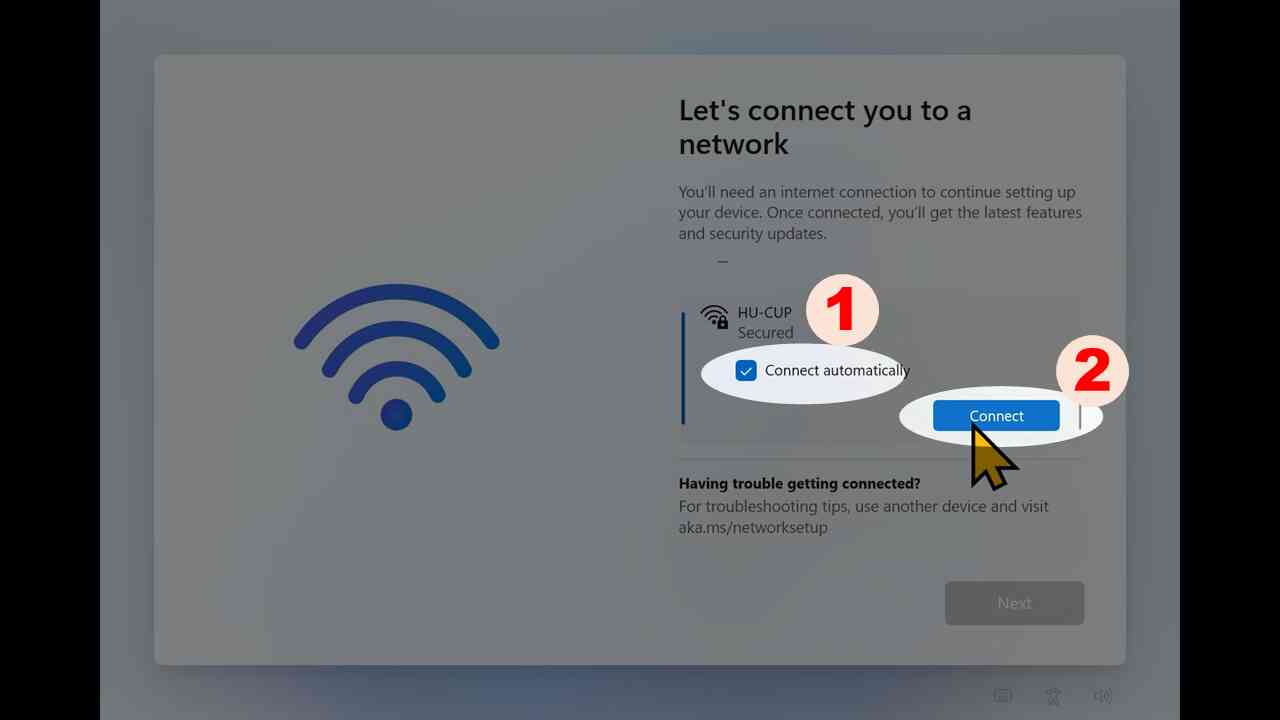 Let's connect you to a
network
You'll need an internet connection to continue setting up
your device. Once connected, you'll get the latest features
and security updates.
HU-CUP
1
Secured
Connect automatically
2
Connect
Having trouble getting connected?
For troubleshooting tips, use another device and visit
aka.ms/networksetup
Next